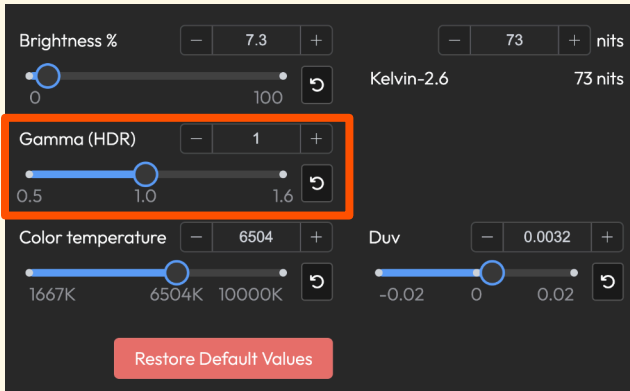 Brightness % − 7.3 + − 73 + nits
0 100 Kelvin-2.6 73 nits
Gamma (HDR) − 1 +
0.5 1.0 1.6
Color temperature − 6504 + Duv − 0.0032 +
1667K 6504K 10000K -0.02 0 0.02
Restore Default Values